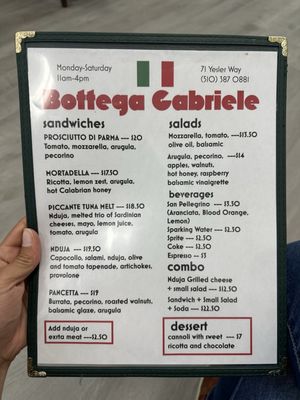 Monday-Saturday
11am-4pm
71 Yesler Way
(510) 387 0881
Bottega Gabriele
sandwiches
PROSCIUTTO DI PARMA --- $20
Tomato, mozzarella, arugula,
pecorino
MORTADELLA --- $17.50
Ricotta, lemon zest, arugula,
hot Calabrian honey
PICCANTE TUNA MELT --- $18.50
Nduja, melted trio of Sardinian
cheeses, mayo, lemon juice,
tomato, arugula
NDUJA --- $19.50
Capocollo, salami, nduja, olive
and tomato tapenade, artichokes,
provalone
PANCETTA --- $19
Burrata, pecorino, roasted walnuts,
balsamic glaze, arugula
Add nduja or
extra meat ---$2.50
salads
Mozzarella, tomato, ---$13.50
olive oil, balsamic
Arugula, pecorino, ---$14
apples, walnuts,
hot honey, raspberry
balsamic vinaigrette
beverages
San Pellegrino --- $3.50
(Aranciata, Blood Orange,
Lemon)
Sparking Water --- $2.50
Sprite --- $2.50
Coke --- $2.50
Espresso -- $3
combo
Nduja Grilled cheese
+ small salad --- $12.50
Sandwich + Small Salad
+ Soda --- $22.50
dessert
cannoli with sweet --- $7
ricotta and chocolate